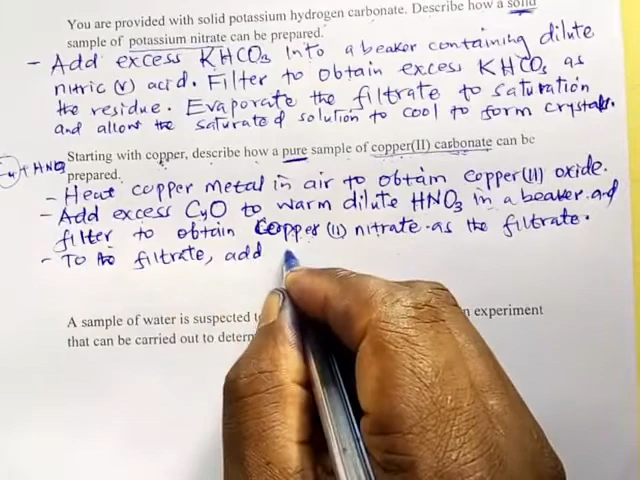 You are provided with solid potassium hydrogen carbonate. Describe how a solid
sample of potassium nitrate can be prepared.
- Add excess KHCO3 into a beaker containing dilute
nitric (v) acid. Filter to obtain excess KHCO3 as
the residue. Evaporate the filtrate to saturation
and allow the saturated solution to cool to form crystals.
Starting with copper, describe how a pure sample of copper(II) carbonate can be
+ HNO3
prepared.
- Heat copper metal in air to obtain copper(II) oxide.
- Add excess CuO to warm dilute HNO3 in a beaker and
filter to obtain Copper (II) nitrate as the filtrate.
- To the filtrate, add
A sample of water is suspected t n experiment
that can be carried out to determ